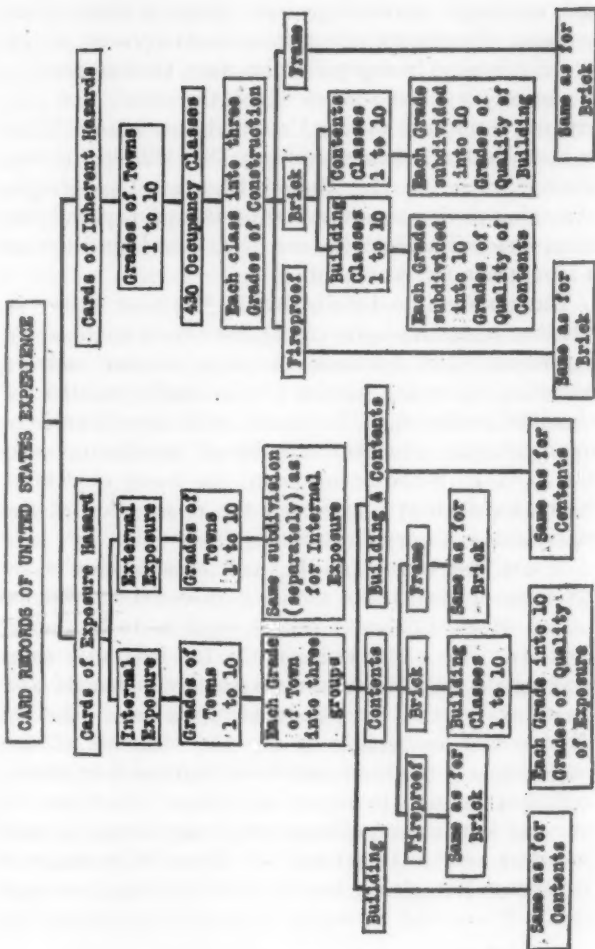 CARD RECORDS OF UNITED STATES EXPERIENCE
Cards of Exposure Hazard
Internal
Exposure
Grades of
Towns
1 to 10
Each Grade
of Town
into three
groups
External
Exposure
Grades of
Towns
1 to 10
Same subdivision
(separately) as
for Internal
Exposure
Building
Same as for
Contents
Contents
Fireproof
Same as for
Brick
Brick
Building
Classes
1 to 10
Each Grade into 10
Grades of quality
of Exposure
Frame
Same as for
Brick
Building & contents
Same as for
Contents
Cards of Inherent Hazards
Grades of Towns
1 to 10
430 Occupancy Classes
Each class into three
Grades of Construction
Fireproof
Same as for
Brick
Brick
Building
Classes
1 to 10
Each Grade
subdivided
into 10
Grades of
Quality of
Contents
Contents
Classes
1 to 10
Each Grade
subdivided
into 10
Grades of
Quality of
Building
Frame
Same as for
Brick